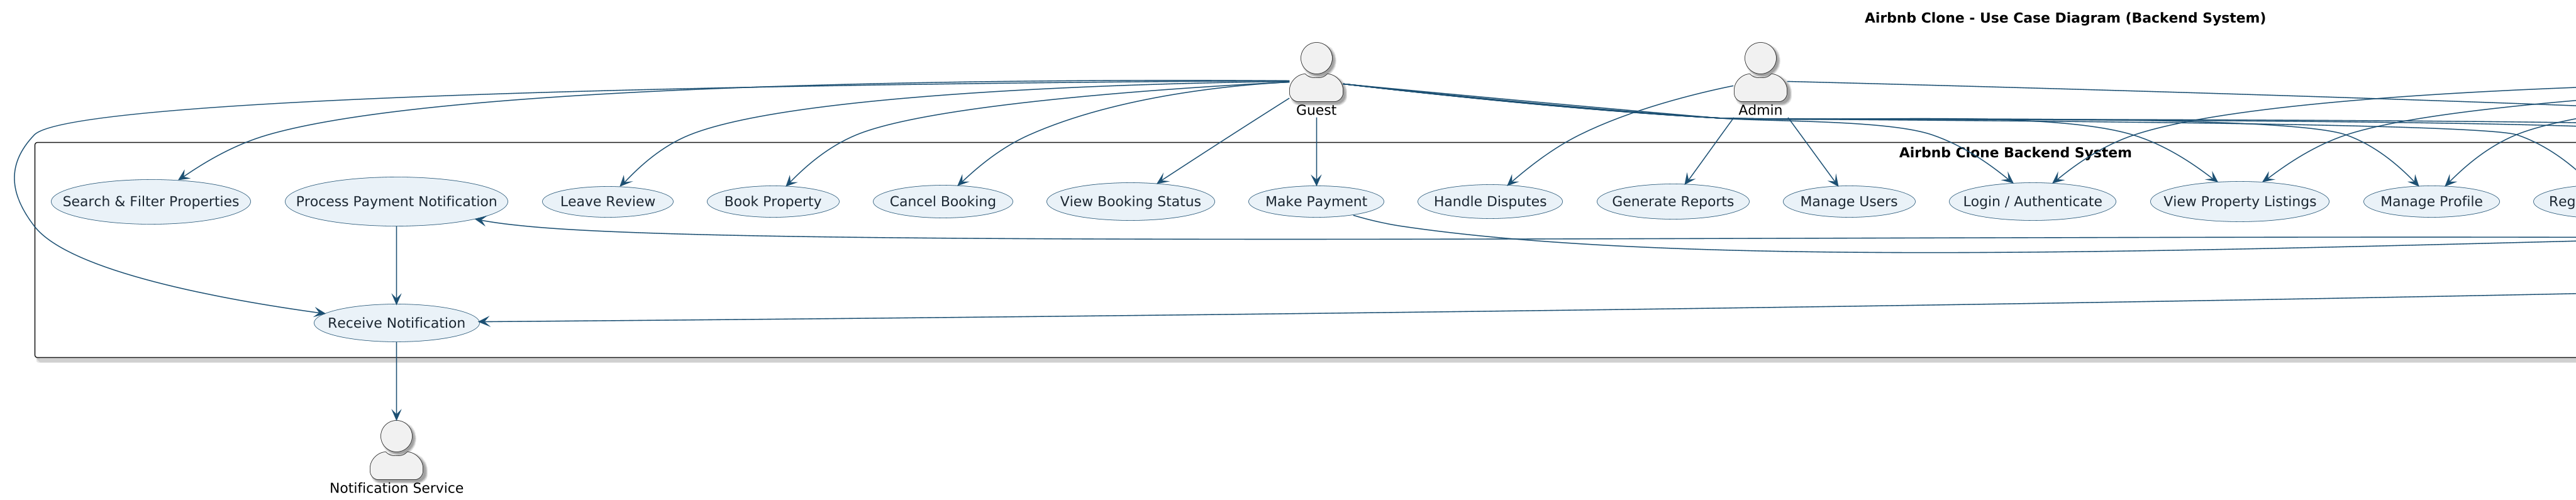 Airbnb Clone - Use Case Diagram (Backend System)
Guest
Admin
Airbnb Clone Backend System
Search & Filter Properties
Process Payment Notification
Leave Review
Book Property
Cancel Booking
View Booking Status
Make Payment
Handle Disputes
Generate Reports
Manage Users
Login / Authenticate
View Property Listings
Manage Profile
Reg
Receive Notification
Notification Service